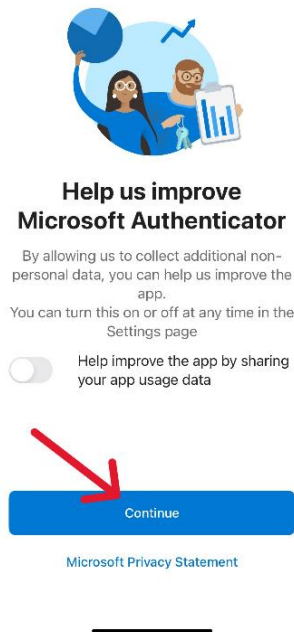 Help us improve
Microsoft Authenticator
By allowing us to collect additional non-
personal data, you can help us improve the
app.
You can turn this on or off at any time in the
Settings page
Help improve the app by sharing
your app usage data
Continue
Microsoft Privacy Statement